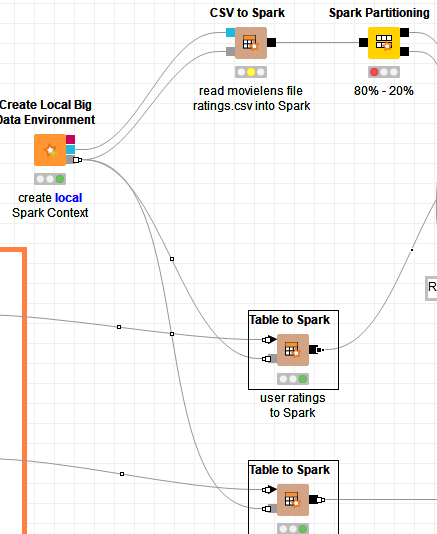 CSV to Spark
Spark Partitioning
read movielens file
ratings.csv into Spark
80% - 20%
Create Local Big
Data Environment
create local
Spark Context
R
Table to Spark
user ratings
to Spark
Table to Spark